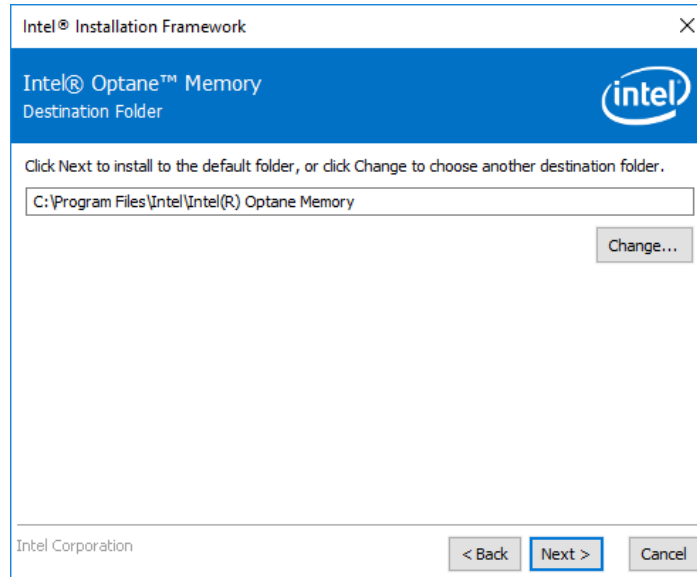 Intel® Installation Framework
Intel® Optane™ Memory
Destination Folder
intel
Click Next to install to the default folder, or click Change to choose another destination folder.
C:\Program Files\Intel\Intel(R) Optane Memory
Change...
Intel Corporation
< Back
Next >
Cancel